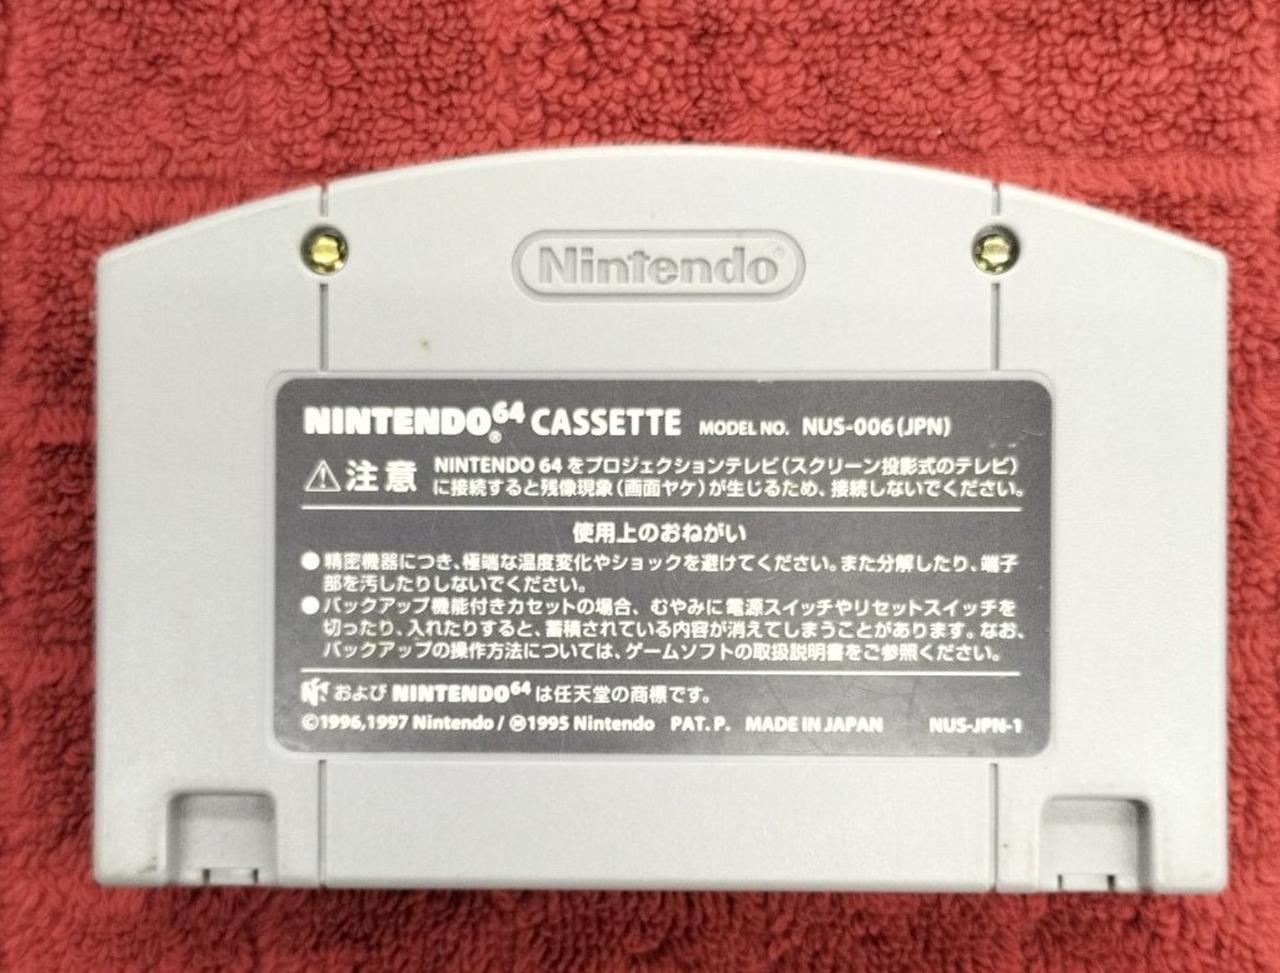 Nintendo®
NINTENDO64® CASSETTE MODEL NO. NUS-006(JPN)
⚠注意 NINTENDO 64 をプロジェクションテレビ(スクリーン投影式のテレビ)
に接続すると残像現象(画面ヤケ)が生じるため、接続しないでください。
使用上のおねがい
●精密機器につき、極端な温度変化やショックを避けてください。また分解したり、端子
部を汚したりしないでください。
●バックアップ機能付きカセットの場合、むやみに電源スイッチやリセットスイッチを
切ったり、入れたりすると、蓄積されている内容が消えてしまうことがあります。なお、
バックアップの操作方法については、ゲームソフトの取扱説明書をご参照ください。
および NINTENDO64 は任天堂の商標です。
©1996,1997 Nintendo / Ⓜ1995 Nintendo PAT. P. MADE IN JAPAN NUS-JPN-1